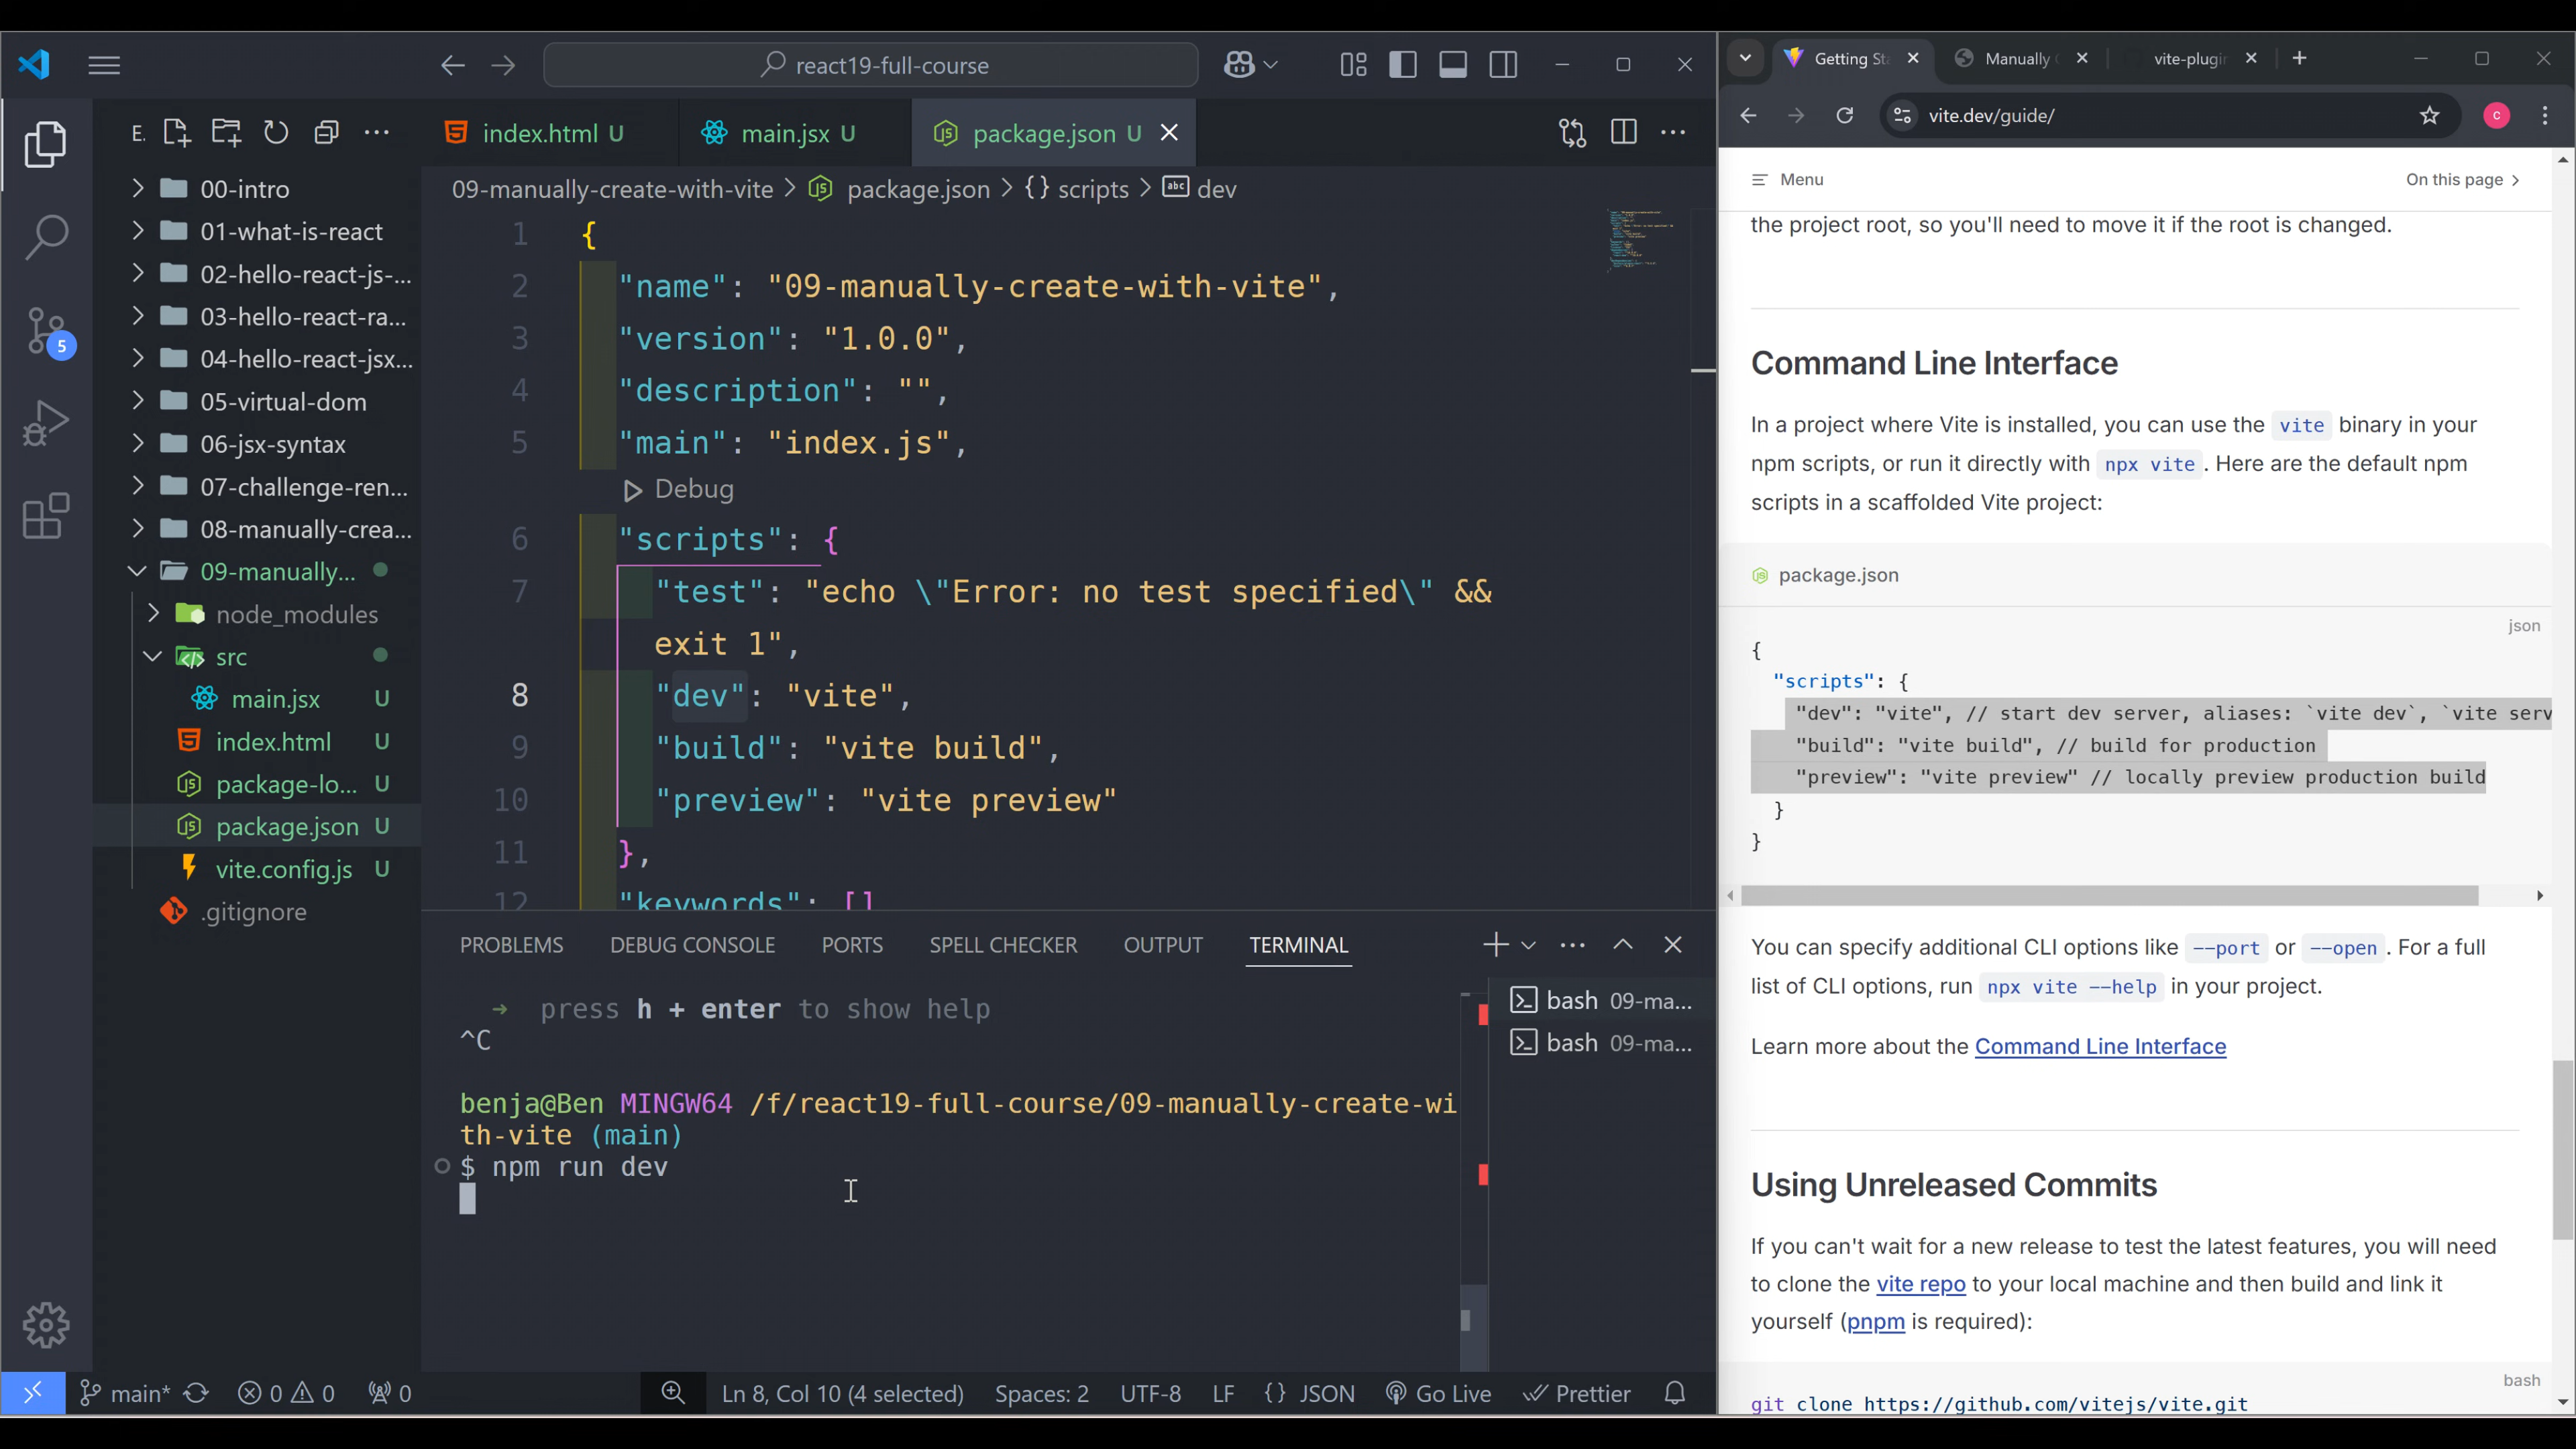 react19-full-course
E.
00-intro
01-what-is-react
02-hello-react-js-...
03-hello-react-ra...
04-hello-react-jsx...
05-virtual-dom
06-jsx-syntax
07-challenge-ren...
08-manually-crea...
09-manually...
node_modules
src
main.jsx U
index.html U
package-lo... U
package.json U
vite.config.js U
.gitignore
5
index.html U
main.jsx U
package.json U
09-manually-create-with-vite > package.json > {} scripts > abc dev
1 {
2 "name": "09-manually-create-with-vite",
3 "version": "1.0.0",
4 "description": "",
5 "main": "index.js",
Debug
6 "scripts": {
7 "test": "echo \"Error: no test specified\" &&
exit 1",
8 "dev": "vite",
9 "build": "vite build",
10 "preview": "vite preview"
11 },
12 "keywords": []
PROBLEMS DEBUG CONSOLE PORTS SPELL CHECKER OUTPUT TERMINAL
➜ press h + enter to show help
^C
benja@Ben MINGW64 /f/react19-full-course/09-manually-create-wi
th-vite (main)
$ npm run dev
bash 09-ma...
bash 09-ma...
main* 0 0 0 Ln 8, Col 10 (4 selected) Spaces: 2 UTF-8 LF {} JSON Go Live Prettier
Getting Sta
Manually
vite-plugin
vite.dev/guide/
c
Menu
On this page >
the project root, so you'll need to move it if the root is changed.
Command Line Interface
In a project where Vite is installed, you can use the vite binary in your
npm scripts, or run it directly with npx vite . Here are the default npm
scripts in a scaffolded Vite project:
package.json
json
{
"scripts": {
"dev": "vite", // start dev server, aliases: `vite dev`, `vite serv
"build": "vite build", // build for production
"preview": "vite preview" // locally preview production build
}
}
You can specify additional CLI options like --port or --open . For a full
list of CLI options, run npx vite --help in your project.
Learn more about the Command Line Interface
Using Unreleased Commits
If you can't wait for a new release to test the latest features, you will need
to clone the vite repo to your local machine and then build and link it
yourself (pnpm is required):
bash
git clone https://github.com/vitejs/vite.git